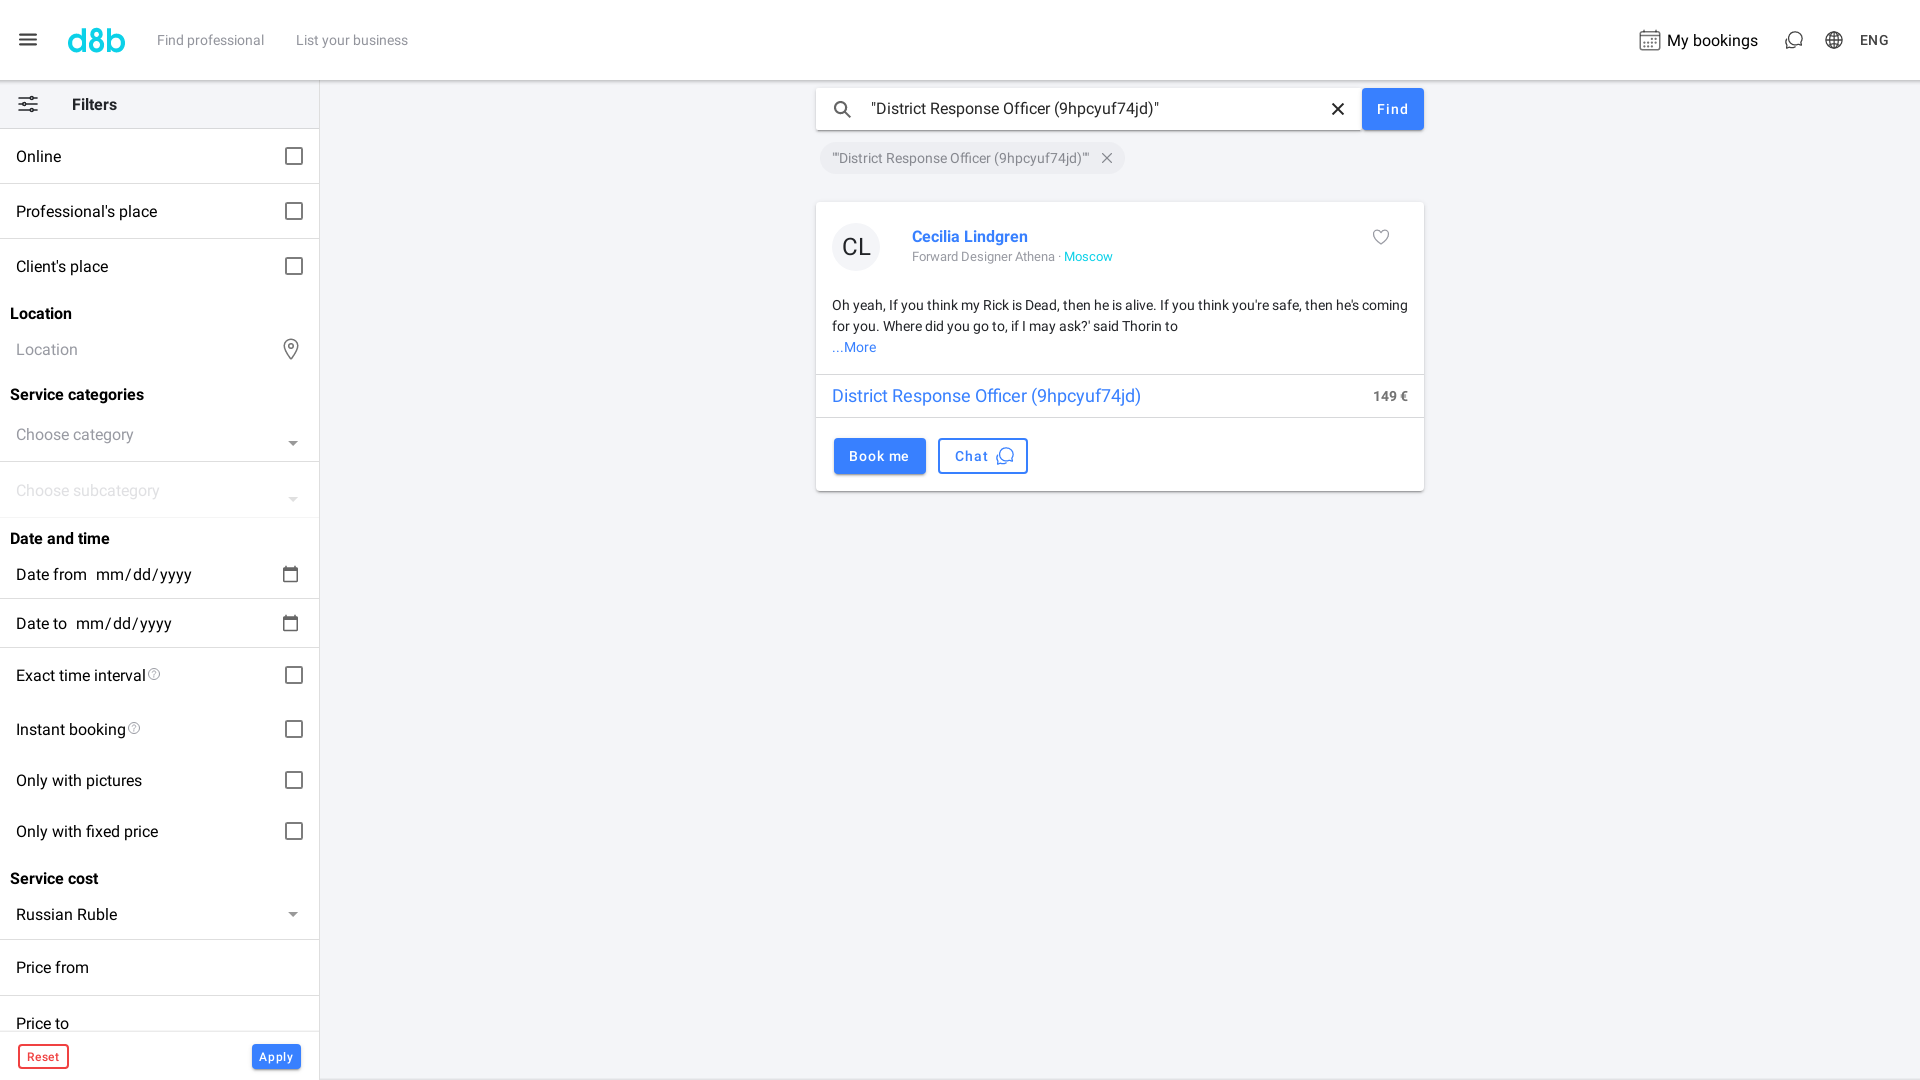 d8b
Find professional
List your business
My bookings
ENG
Filters
Online
Professional's place
Client's place
Location
Location
Service categories
Choose category
Choose subcategory
Date and time
Date from mm/dd/yyyy
Date to mm/dd/yyyy
Exact time interval
Instant booking
Only with pictures
Only with fixed price
Service cost
Russian Ruble
Price from
Price to
Reset
Apply
"District Response Officer (9hpcyuf74jd)"
Find
""District Response Officer (9hpcyuf74jd)""
CL
Cecilia Lindgren
Forward Designer Athena · Moscow
Oh yeah, If you think my Rick is Dead, then he is alive. If you think you're safe, then he's coming
for you. Where did you go to, if I may ask?' said Thorin to
...More
District Response Officer (9hpcyuf74jd)
149 €
Book me
Chat